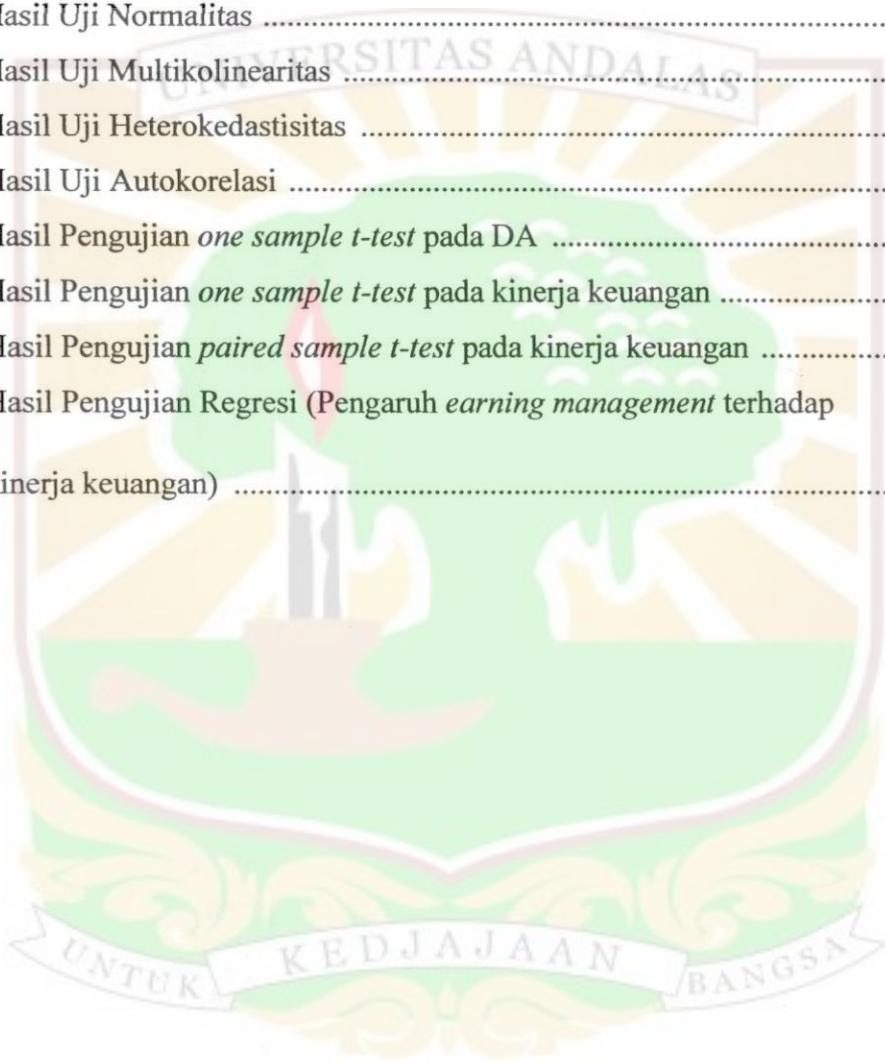 Hasil Uji Normalitas ........................................................................
UNIVERSITAS ANDALAS
Hasil Uji Multikolinearitas ........................................................................
Hasil Uji Heterokedastisitas ........................................................................
Hasil Uji Autokorelasi ........................................................................
Hasil Pengujian one sample t-test pada DA ............................................
Hasil Pengujian one sample t-test pada kinerja keuangan .....................
Hasil Pengujian paired sample t-test pada kinerja keuangan ................
Hasil Pengujian Regresi (Pengaruh earning management terhadap
kinerja keuangan) ....................................................................................
UNTUK KEDJAJAAN BANGSA